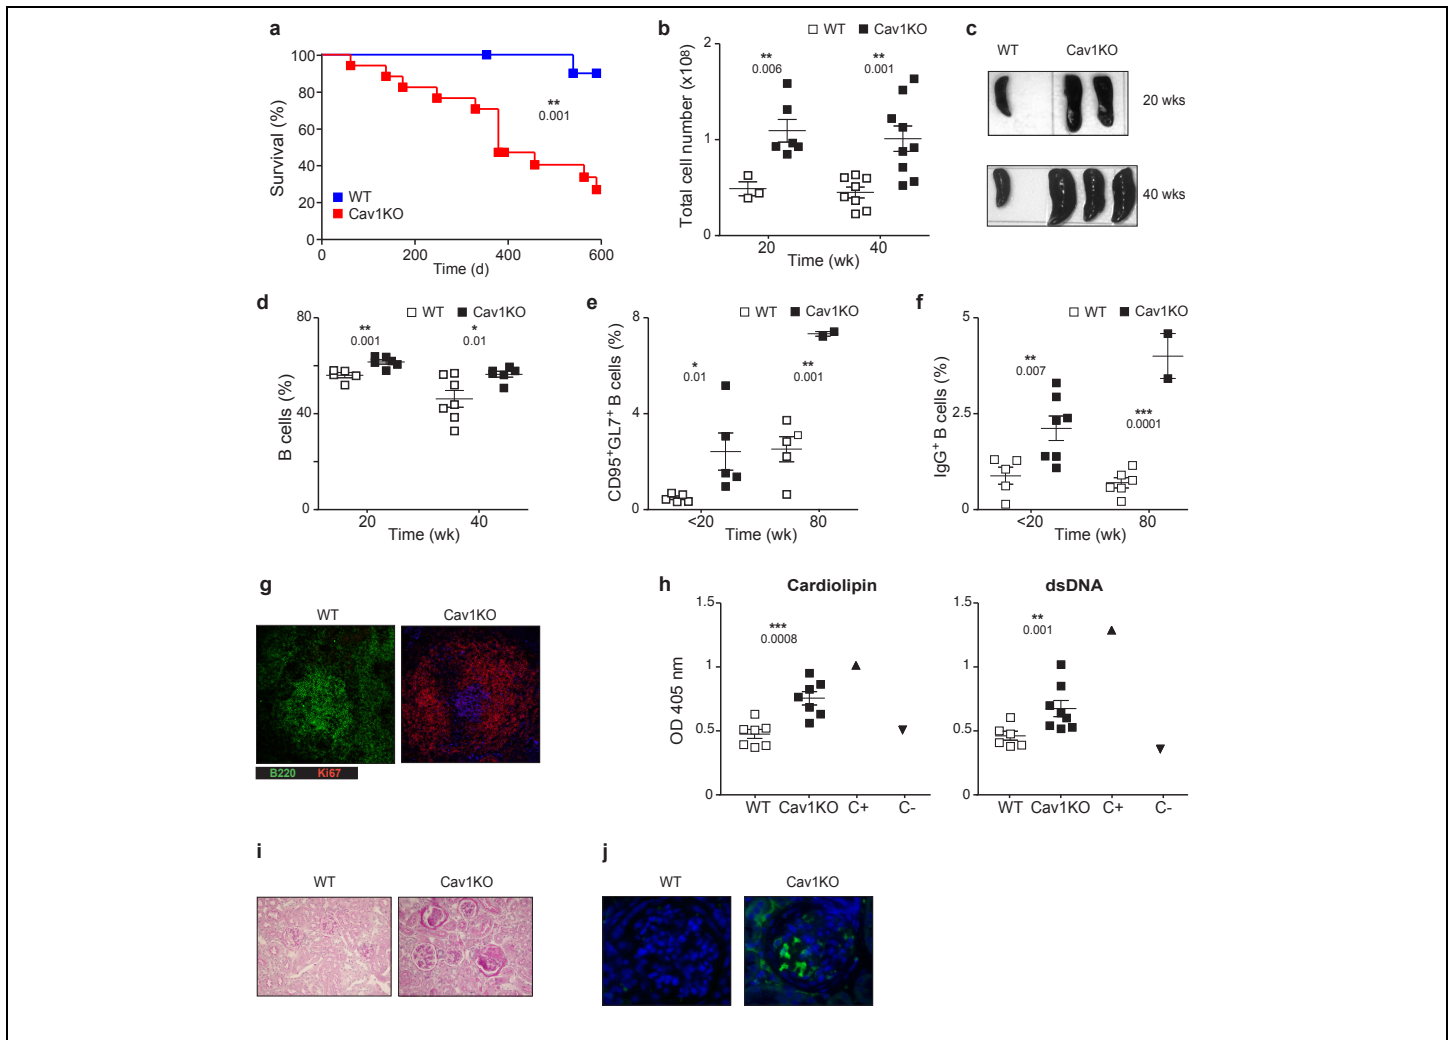 a
100
80
60
40
20
0
Survival (%)
** 
0.001
WT
Cav1KO
0 200 400 600
Time (d)
b
WT Cav1KO
2
1
0
Total cell number (x10⁸)
** **
0.006 0.001
20 40
Time (wk)
c
WT Cav1KO
20 wks
40 wks
d
WT Cav1KO
80
40
0
B cells (%)
** *
0.001 0.01
20 40
Time (wk)
e
WT Cav1KO
8
4
0
CD95⁺GL7⁺ B cells (%)
* **
0.01 0.001
<20 80
Time (wk)
f
WT Cav1KO
5
2.5
0
IgG⁺ B cells (%)
** ***
0.007 0.0001
<20 80
Time (wk)
g
WT Cav1KO
B220 Ki67
h
Cardiolipin
1.5
1
0.5
0
OD 405 nm
***
0.0008
WT Cav1KO C+ C-
dsDNA
1.5
1
0.5
0
**
0.001
WT Cav1KO C+ C-
i
WT Cav1KO
j
WT Cav1KO